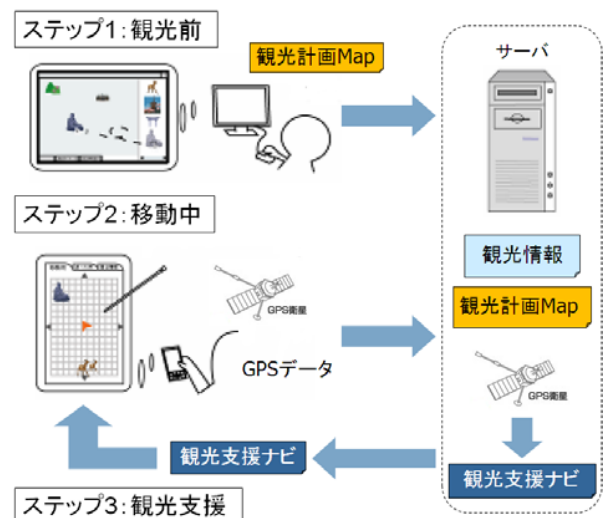 ステップ1:観光前
観光計画Map
サーバ
ステップ2:移動中
観光情報
観光計画Map
GPS衛星
GPSデータ
GPS衛星
観光支援ナビ
観光支援ナビ
ステップ3:観光支援